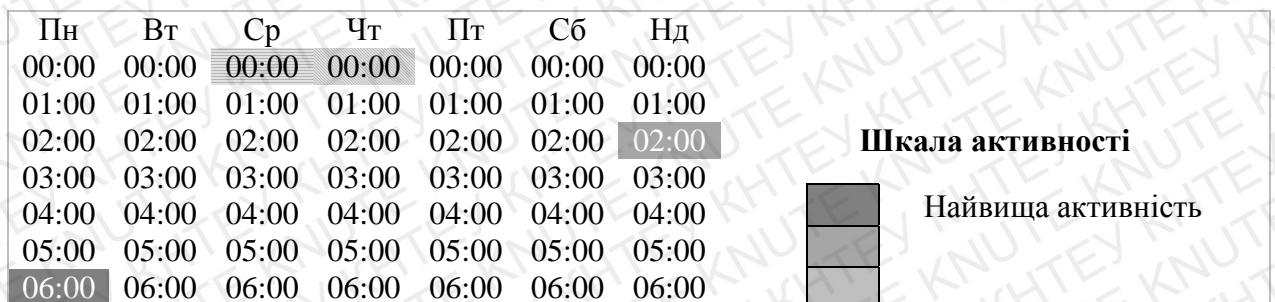 Пн Вт Ср Чт Пт Сб Нд
00:00 00:00 00:00 00:00 00:00 00:00 00:00
01:00 01:00 01:00 01:00 01:00 01:00 01:00
02:00 02:00 02:00 02:00 02:00 02:00 02:00
Шкала активності
03:00 03:00 03:00 03:00 03:00 03:00 03:00
04:00 04:00 04:00 04:00 04:00 04:00 04:00
Найвища активність
05:00 05:00 05:00 05:00 05:00 05:00 05:00
06:00 06:00 06:00 06:00 06:00 06:00 06:00